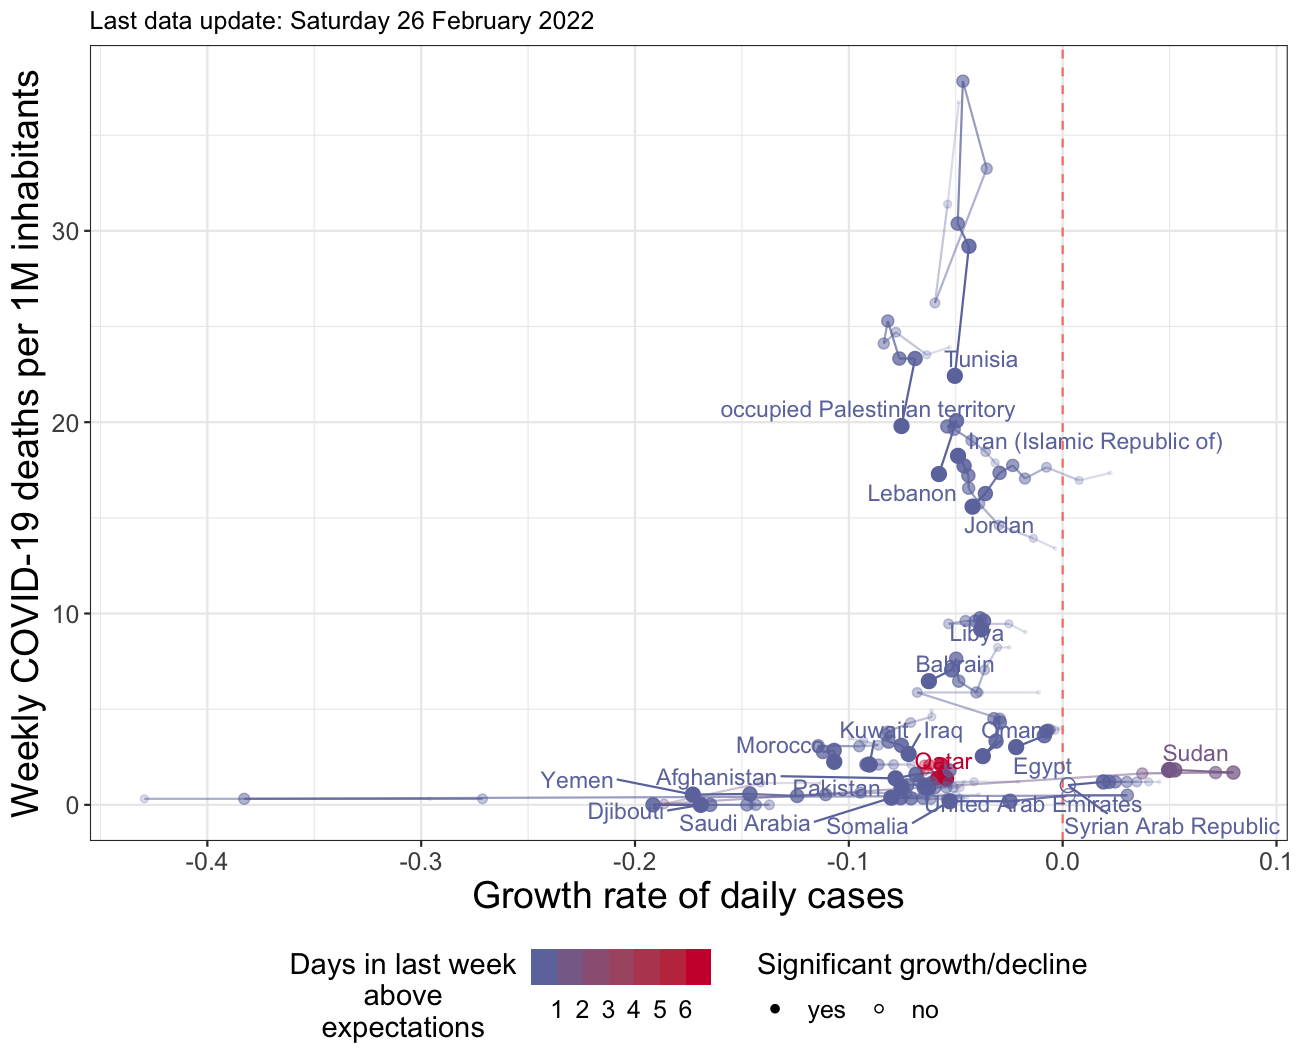 Last data update: Saturday 26 February 2022
Weekly COVID-19 deaths per 1M inhabitants
30
20
10
0
Tunisia
occupied Palestinian territory
Iran (Islamic Republic of)
Lebanon
Jordan
Libya
Bahrain
Kuwait
Iraq
Oman
Morocco
Qatar
Sudan
Egypt
Yemen
Afghanistan
Pakistan
Djibouti
Saudi Arabia
Somalia
United Arab Emirates
Syrian Arab Republic
-0.4
-0.3
-0.2
-0.1
0.0
0.1
Growth rate of daily cases
Days in last week
above
expectations
1 2 3 4 5 6
Significant growth/decline
yes
no